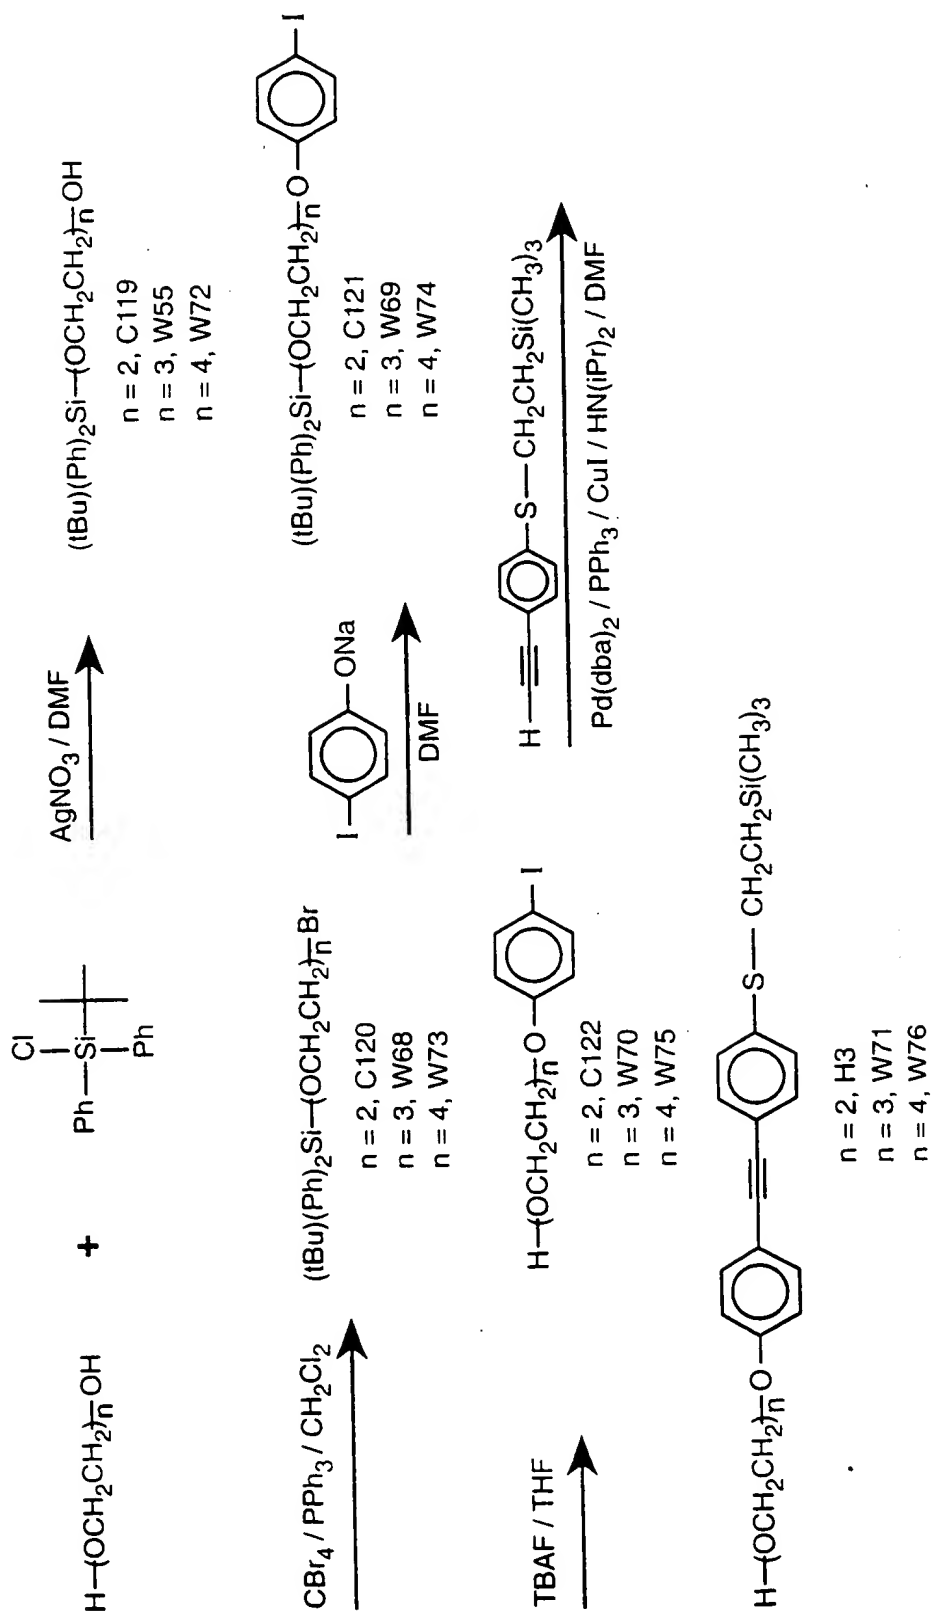 H–(OCH2CH2)n–OH
+
Cl
Ph–Si
Ph
AgNO3 / DMF
(tBu)(Ph)2Si–(OCH2CH2)n–OH
n = 2, C119
n = 3, W55
n = 4, W72
CBr4 / PPh3 / CH2Cl2
(tBu)(Ph)2Si–(OCH2CH2)n–Br
n = 2, C120
n = 3, W68
n = 4, W73
I ONa
DMF
(tBu)(Ph)2Si–(OCH2CH2)n–O I
n = 2, C121
n = 3, W69
n = 4, W74
TBAF / THF
H–(OCH2CH2)n–O I
n = 2, C122
n = 3, W70
n = 4, W75
H S–CH2CH2Si(CH3)3
Pd(dba)2 / PPh3 / CuI / HN(iPr)2 / DMF
H–(OCH2CH2)n–O S–CH2CH2Si(CH3)3
n = 2, H3
n = 3, W71
n = 4, W76